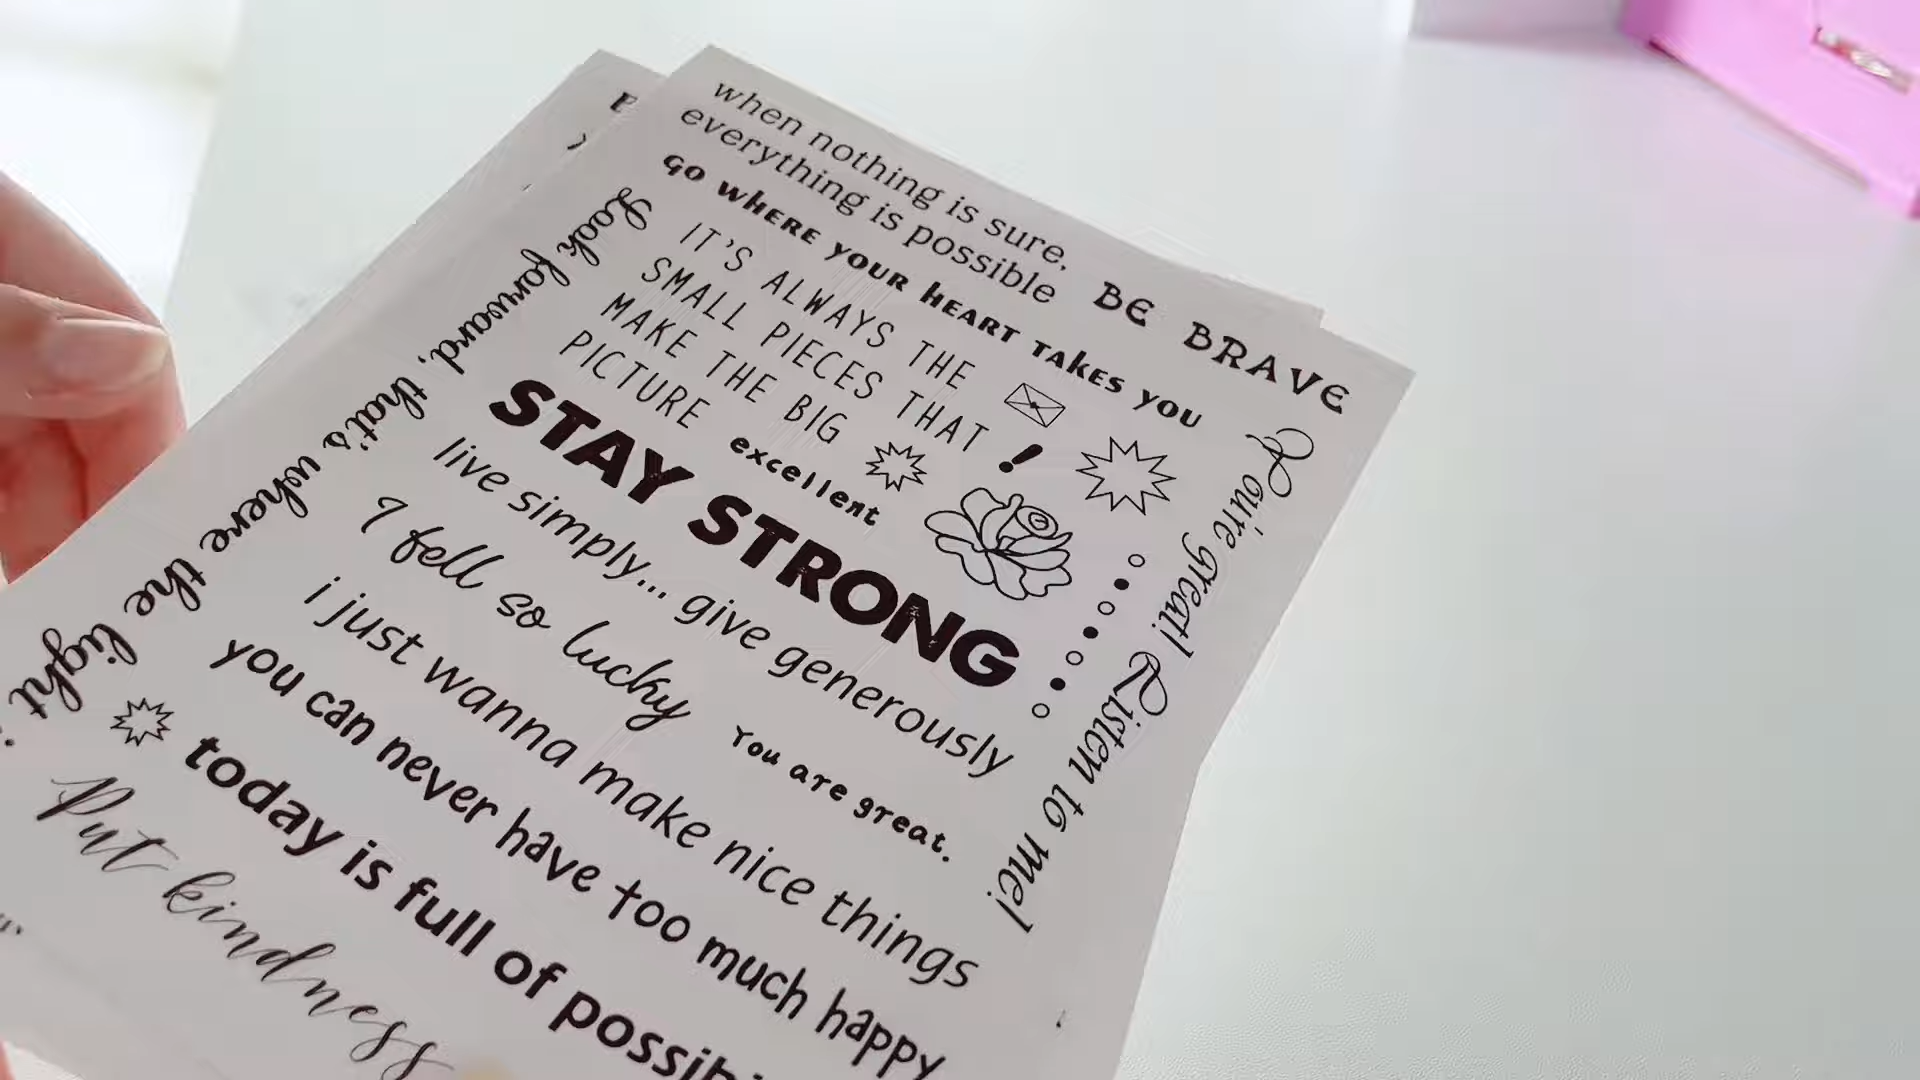 when nothing is sure,
everything is possible
BE BRAVE
GO WHERE YOUR HEART TAKES YOU
IT'S ALWAYS THE
SMALL PIECES THAT
MAKE THE BIG
PICTURE
!
excellent
STAY STRONG
live simply... give generously
I fell so lucky
i just wanna make nice things
You are great.
you can never have too much happy
today is full of possibi
Put kindness
Look forward, that's where the light
You're great! Listen to me!